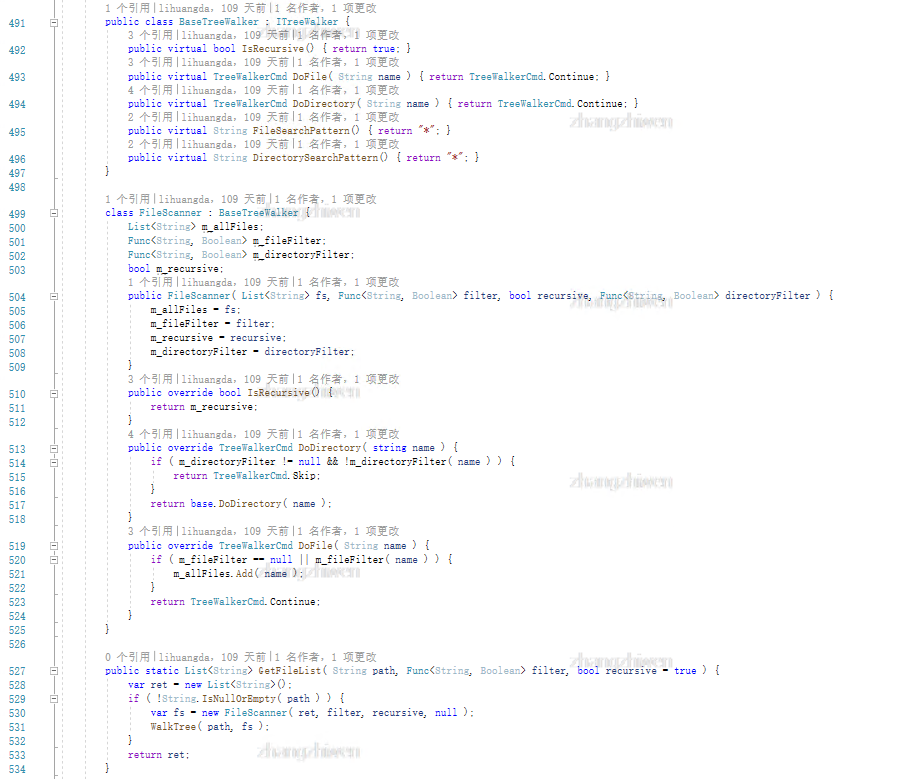 1 个引用|lihuangda，109 天前|1 名作者，1 项更改
491 public class BaseTreeWalker : ITreeWalker {
3 个引用|lihuangda，109 天前|1 名作者，1 项更改
492 public virtual bool IsRecursive() { return true; }
3 个引用|lihuangda，109 天前|1 名作者，1 项更改
493 public virtual TreeWalkerCmd DoFile( String name ) { return TreeWalkerCmd.Continue; }
4 个引用|lihuangda，109 天前|1 名作者，1 项更改
494 public virtual TreeWalkerCmd DoDirectory( String name ) { return TreeWalkerCmd.Continue; }
2 个引用|lihuangda，109 天前|1 名作者，1 项更改
zhangzhiwen
495 public virtual String FileSearchPattern() { return "*"; }
2 个引用|lihuangda，109 天前|1 名作者，1 项更改
496 public virtual String DirectorySearchPattern() { return "*"; }
497 }
498
1 个引用|lihuangda，109 天前|1 名作者，1 项更改
499 class FileScanner : BaseTreeWalker {
zhangzhiwen
500 List<String> m_allFiles;
501 Func<String, Boolean> m_fileFilter;
502 Func<String, Boolean> m_directoryFilter;
503 bool m_recursive;
1 个引用|lihuangda，109 天前|1 名作者，1 项更改
504 public FileScanner( List<String> fs, Func<String, Boolean> filter, bool recursive, Func<String, Boolean> directoryFilter ) {
zhangzhiwen
505 m_allFiles = fs;
506 m_fileFilter = filter;
507 m_recursive = recursive;
508 m_directoryFilter = directoryFilter;
509 }
3 个引用|lihuangda，109 天前|1 名作者，1 项更改
510 public override bool IsRecursive() {
zhangzhiwen
511 return m_recursive;
512 }
4 个引用|lihuangda，109 天前|1 名作者，1 项更改
513 public override TreeWalkerCmd DoDirectory( string name ) {
514 if ( m_directoryFilter != null && !m_directoryFilter( name ) ) {
515 return TreeWalkerCmd.Skip;
zhangzhiwen
516 }
517 return base.DoDirectory( name );
518 }
3 个引用|lihuangda，109 天前|1 名作者，1 项更改
519 public override TreeWalkerCmd DoFile( String name ) {
520 if ( m_fileFilter == null || m_fileFilter( name ) ) {
521 m_allFiles.Add( name );
zhangzhiwen
522 }
523 return TreeWalkerCmd.Continue;
524 }
525 }
526
0 个引用|lihuangda，109 天前|1 名作者，1 项更改
zhangzhiwen
527 public static List<String> GetFileList( String path, Func<String, Boolean> filter, bool recursive = true ) {
528 var ret = new List<String>();
529 if ( !String.IsNullOrEmpty( path ) ) {
530 var fs = new FileScanner( ret, filter, recursive, null );
531 WalkTree( path, fs );
532 }
533 return ret;
zhangzhiwen
534 }